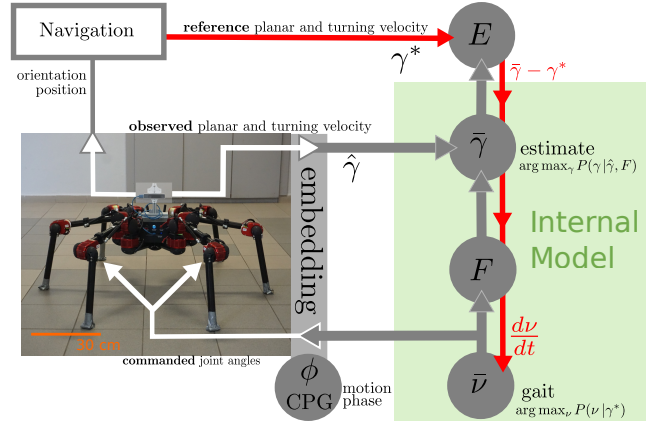 Navigation
reference planar and turning velocity
E
γ*
γ̄ − γ*
orientation
position
observed planar and turning velocity
γ̂
γ̄
estimate
arg max_γ P(γ|γ̂, F)
embedding
Internal
Model
F
30 cm
dν/dt
commanded joint angles
ϕ
CPG
motion
phase
ν̄
gait
arg max_ν P(ν|γ*)